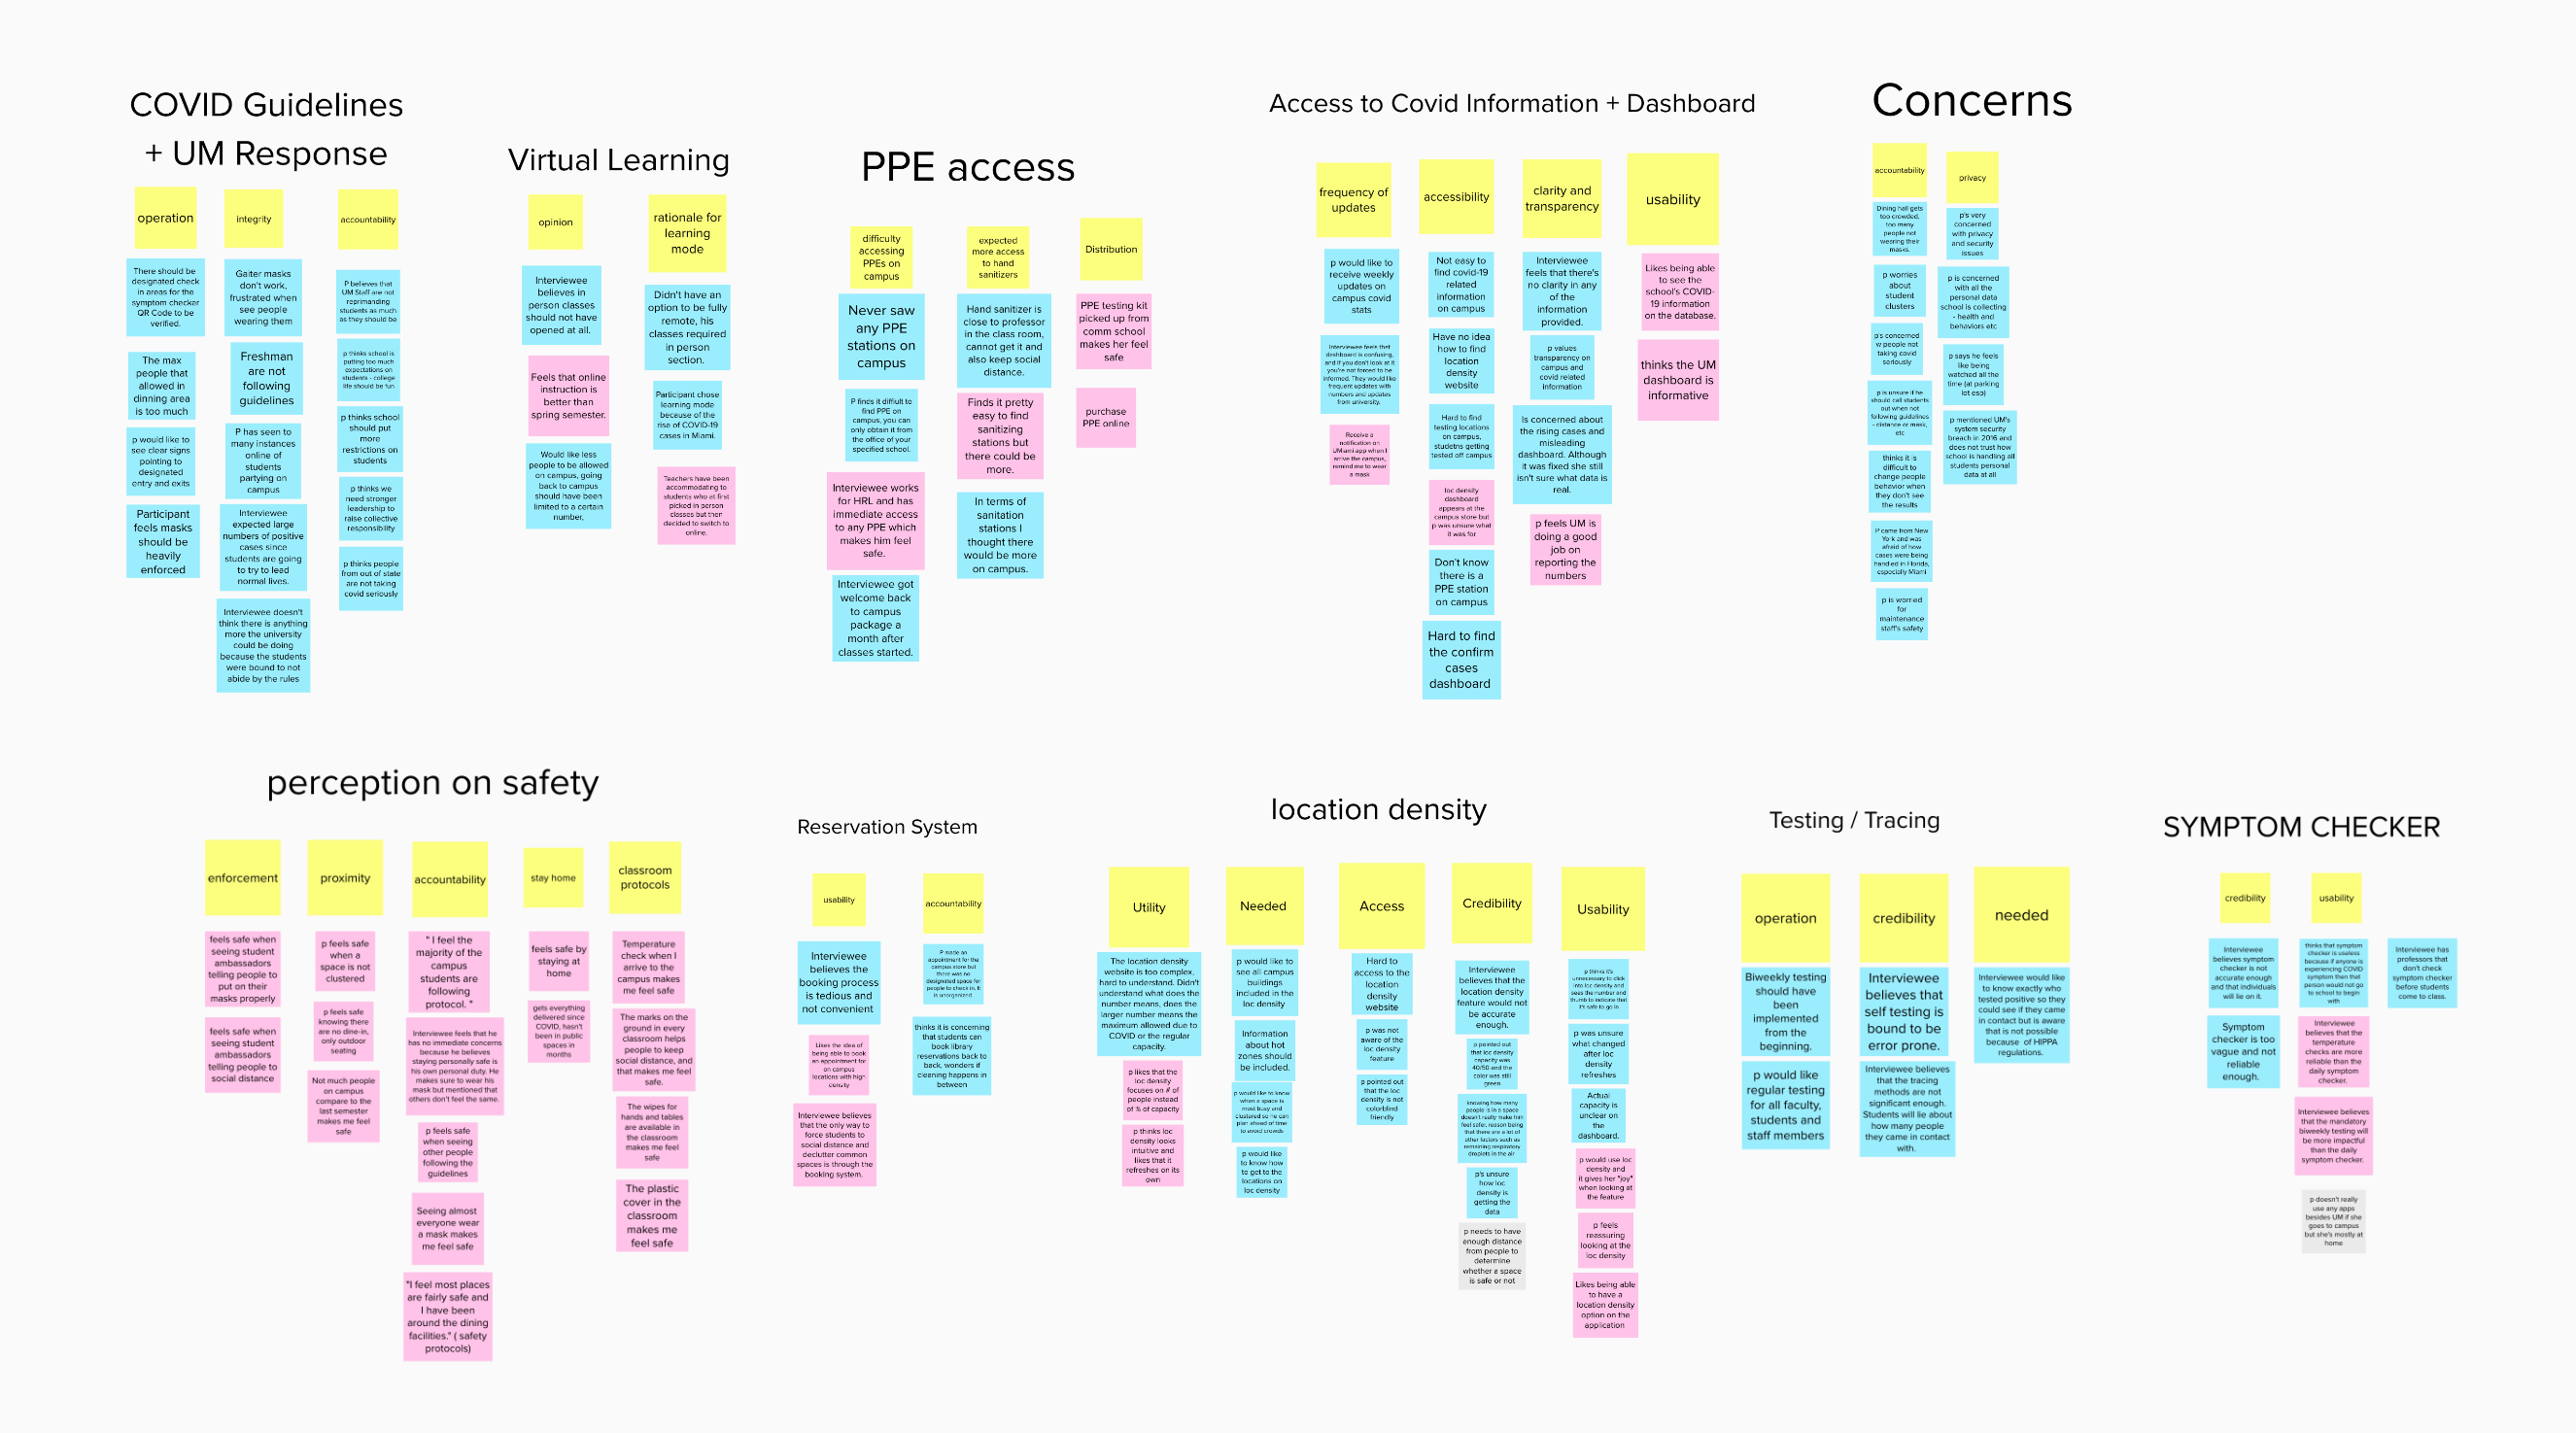 COVID Guidelines
+ UM Response
operation
There should be
designated check
in areas for the
symptom checker
QR Code to be
verified.
The max
people that
allowed in
dinning area
is too much
p would like to
see clear signs
pointing to
designated
entry and exits
Participant
feels masks
should be
heavily
enforced
integrity
Gaiter masks
don't work,
frustrated when
see people
wearing them
Freshman
are not
following
guidelines
P has seen to
many instances
online of
students
partying on
campus
Interviewee
expected large
numbers of positive
cases since
students are going
to try to lead
normal lives.
Interviewee doesn't
think there is anything
more the university
could be doing
because the students
were bound to not
abide by the rules
accountability
P believes that
UM Staff are not
reprimanding
students as much
as they should be
p thinks school is
putting too much
expectations on
students - college
life should be fun
p thinks school
should put
more
restrictions on
students
p thinks we
need stronger
leadership to
raise collective
responsibility
p thinks people
from out of state
are not taking
covid seriously
Virtual Learning
opinion
Interviewee
believes in
person classes
should not have
opened at all.
Feels that online
instruction is
better than
spring semester.
Would like less
people to be allowed
on campus, going
back to campus
should have been
limited to a certain
number,
rationale for
learning
mode
Didn't have an
option to be fully
remote, his
classes required
in person
section.
Participant chose
learning mode
because of the
rise of COVID-19
cases in Miami.
Teachers have been
accommodating to
students who at first
picked in person
classes but then
decided to switch to
online.
PPE access
difficulty
accessing
PPEs on
campus
Never saw
any PPE
stations on
campus
P finds it diffiult to
find PPE on
campus, you can
only obtain it from
the office of your
specified school.
Interviewee works
for HRL and has
immediate access
to any PPE which
makes him feel
safe.
Interviewee got
welcome back
to campus
package a
month after
classes started.
expected
more access
to hand
sanitizers
Hand sanitizer is
close to professor
in the class room,
cannot get it and
also keep social
distance.
Finds it pretty
easy to find
sanitizing
stations but
there could be
more.
In terms of
sanitation
stations I
thought there
would be more
on campus.
Distribution
PPE testing kit
picked up from
comm school
makes her feel
safe
purchase
PPE online
Access to Covid Information + Dashboard
frequency of
updates
p would like to
receive weekly
updates on
campus covid
stats
Interviewee feels that
dashboard is confusing,
and if you don't look at it
you're not forced to be
informed. They would like
frequent updates with
numbers and updates
from university.
Receive a
notification on
UMiami app when I
arrive the campus,
remind me to wear
a mask
accessibility
Not easy to
find covid-19
related
information
on campus
Have no idea
how to find
location
density
website
Hard to find
testing locations
on campus,
studetns getting
tested off campus
loc density
dashboard
appears at the
campus store but
p was unsure what
it was for
Don't know
there is a
PPE station
on campus
Hard to find
the confirm
cases
dashboard
clarity and
transparency
Interviewee
feels that there's
no clarity in any
of the
information
provided.
p values
transparency on
campus and
covid related
information
Is concerned about
the rising cases and
misleading
dashboard. Although
it was fixed she still
isn't sure what data is
real.
p feels UM is
doing a good
job on
reporting the
numbers
usability
Likes being able
to see the
school's COVID-
19 information
on the database.
thinks the UM
dashboard is
informative
Concerns
accountability
Dining hall gets
too crowded,
too many
people not
wearing their
masks.
p worries
about
student
clusters
p's concerned
w people not
taking covid
seriously
p is unsure if he
should call students
out when not
following guidelines
- distance or mask,
etc
thinks it is
difficult to
change people
behavior when
they don't see
the results
P came from New
York and was
afraid of how
cases were being
handled in Florida,
especially Miami
p is worried
for
maintenance
staff's safety
privacy
p's very
concerned
with privacy
and security
issues
p is concerned
with all the
personal data
school is collecting
- health and
behaviors etc
p says he feels
like being
watched all the
time (at parking
lot esp)
p mentioned UM's
system security
breach in 2016 and
does not trust how
school is handling all
students personal
data at all
perception on safety
enforcement
feels safe when
seeing student
ambassadors
telling people to
put on their
masks properly
feels safe when
seeing student
ambassadors
telling people to
social distance
proximity
p feels safe
when a
space is not
clustered
p feels safe
knowing there
are no dine-in,
only outdoor
seating
Not much people
on campus
compare to the
last semester
makes me feel
safe
accountability
" I feel the
majority of the
campus
students are
following
protocol. "
Interviewee feels that he
has no immediate concerns
because he believes
staying personally safe is
his own personal duty. He
makes sure to wear his
mask but mentioned that
others don't feel the same.
p feels safe
when seeing
other people
following the
guidelines
Seeing almost
everyone wear
a mask makes
me feel safe
"I feel most places
are fairly safe and
I have been
around the dining
facilities." ( safety
protocols)
stay home
feels safe by
staying at
home
gets everything
delivered since
COVID, hasn't
been in public
spaces in
months
classroom
protocols
Temperature
check when I
arrive to the
campus makes
me feel safe
The marks on the
ground in every
classroom helps
people to keep
social distance, and
that makes me feel
safe.
The wipes for
hands and tables
are available in
the classroom
makes me feel
safe
The plastic
cover in the
classroom
makes me
feel safe
Reservation System
usability
Interviewee
believes the
booking process
is tedious and
not convenient
Likes the idea of
being able to book
an appointment for
on campus
locations with high
density
Interviewee believes
that the only way to
force students to
social distance and
declutter common
spaces is through the
booking system.
accountability
P made an
appointment for the
campus store but
there was no
designated space for
people to check in. It
is unorganized.
thinks it is concerning
that students can
book library
reservations back to
back, wonders if
cleaning happens in
between
location density
Utility
The location density
website is too complex,
hard to understand. Didn't
understand what does the
number means, does the
larger number means the
maximum allowed due to
COVID or the regular
capacity.
p likes that the
loc density
focuses on # of
people instead
of % of capacity
p thinks loc
density looks
intuitive and
likes that it
refreshes on its
own
Needed
p would like to
see all campus
buildings
included in the
loc density
Information
about hot
zones should
be included.
p would like to know
when a space is
most busy and
clustered so he can
plan ahead of time
to avoid crowds
p would like
to know how
to get to the
locations on
loc density
Access
Hard to
access to the
location
density
website
p was not
aware of the
loc density
feature
p pointed out
that the loc
density is not
colorblind
friendly
Credibility
Interviewee
believes that the
location density
feature would not
be accurate
enough.
p pointed out
that loc density
capacity was
40/50 and the
color was still
green
knowing how many
people is in a space
doesn't really make him
feel safer, reason being
that there are a lot of
other factors such as
remaining respiratory
droplets in the air
p's unsure
how loc
density is
getting the
data
p needs to have
enough distance
from people to
determine
whether a space
is safe or not
Usability
p thinks it's
unnecessary to click
into loc density and
sees the number and
thumb to indicate that
it's safe to go in
p was unsure
what changed
after loc
density
refreshes
Actual
capacity is
unclear on
the
dashboard.
p would use loc
density and
it gives her "joy"
when looking at
the feature
p feels
reassuring
looking at the
loc density
Likes being able
to have a
location density
option on the
application
Testing / Tracing
operation
Biweekly testing
should have
been
implemented
from the
beginning.
p would like
regular testing
for all faculty,
students and
staff members
credibility
Interviewee
believes that
self testing is
bound to be
error prone.
Interviewee believes
that the tracing
methods are not
significant enough.
Students will lie about
how many people
they came in contact
with.
needed
Interviewee would like
to know exactly who
tested positive so they
could see if they came
in contact but is aware
that is not possible
because of HIPPA
regulations.
SYMPTOM CHECKER
credibility
Interviewee
believes symptom
checker is not
accurate enough
and that individuals
will lie on it.
Symptom
checker is too
vague and not
reliable
enough.
usability
thinks that symptom
checker is useless
because if anyone is
experiencing COVID
symptom then that
person would not go
to school to begin
with
Interviewee
believes that the
temperature
checks are more
reliable than the
daily symptom
checker.
Interviewee believes
that the mandatory
biweekly testing will
be more impactful
than the daily
symptom checker.
p doesn't really
use any apps
besides UM if she
goes to campus
but she's mostly at
home
Interviewee has
professors that
don't check
symptom checker
before students
come to class.